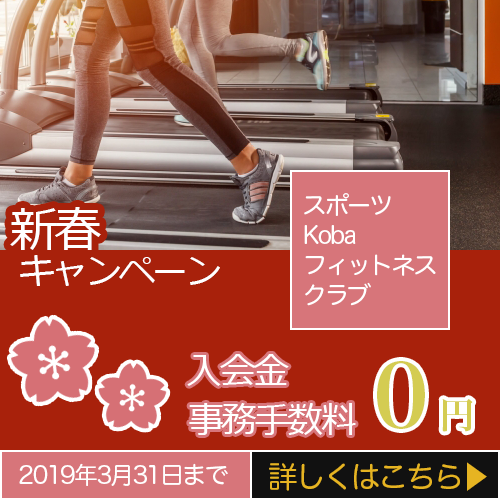 新春
キャンペーン
スポーツ
Koba
フィットネス
クラブ
入会金
事務手数料
0円
2019年3月31日まで
詳しくはこちら▶